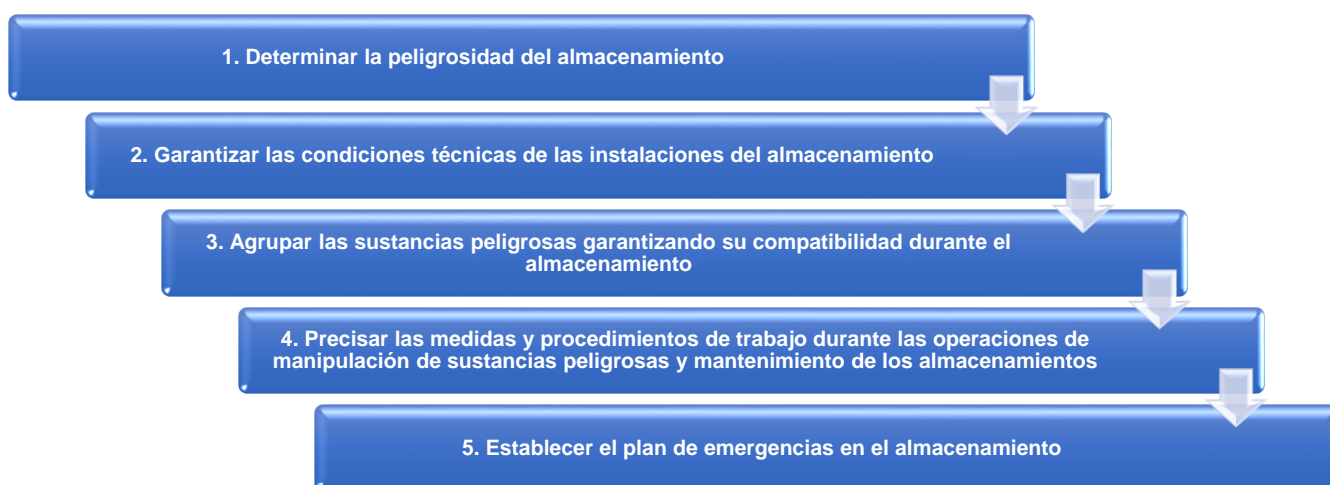 1. Determinar la peligrosidad del almacenamiento
2. Garantizar las condiciones técnicas de las instalaciones del almacenamiento
3. Agrupar las sustancias peligrosas garantizando su compatibilidad durante el
almacenamiento
4. Precisar las medidas y procedimientos de trabajo durante las operaciones de
manipulación de sustancias peligrosas y mantenimiento de los almacenamientos
5. Establecer el plan de emergencias en el almacenamiento